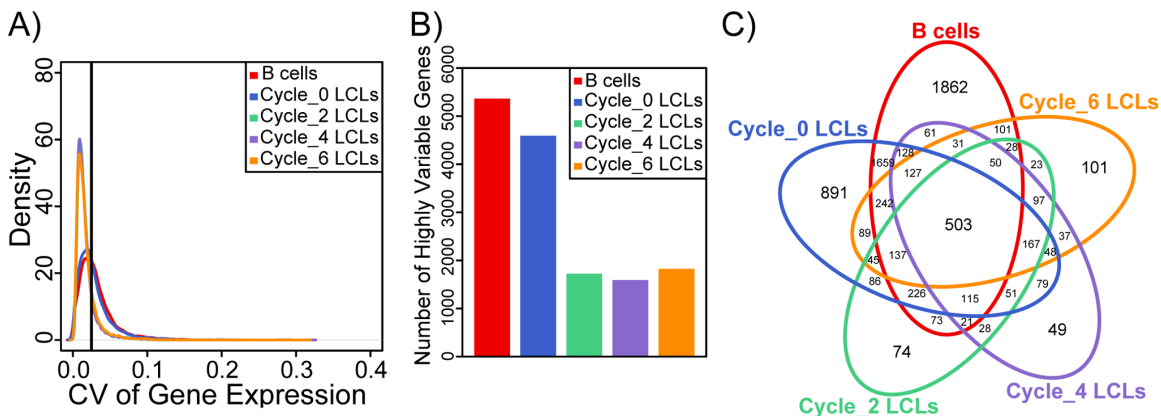 A)
80
60
40
20
0
Density
0.0 0.1 0.2 0.3 0.4
CV of Gene Expression
B cells
Cycle_0 LCLs
Cycle_2 LCLs
Cycle_4 LCLs
Cycle_6 LCLs
B)
6000
5000
4000
3000
2000
1000
0
Number of Highly Variable Genes
B cells
Cycle_0 LCLs
Cycle_2 LCLs
Cycle_4 LCLs
Cycle_6 LCLs
C)
B cells
Cycle_6 LCLs
Cycle_0 LCLs
Cycle_2 LCLs
Cycle_4 LCLs
1862
61
101
128
31
28
1659
50
23
127
101
891
242
97
503
89
37
167
48
137
45
86
79
226
51
115
73
21
28
49
74